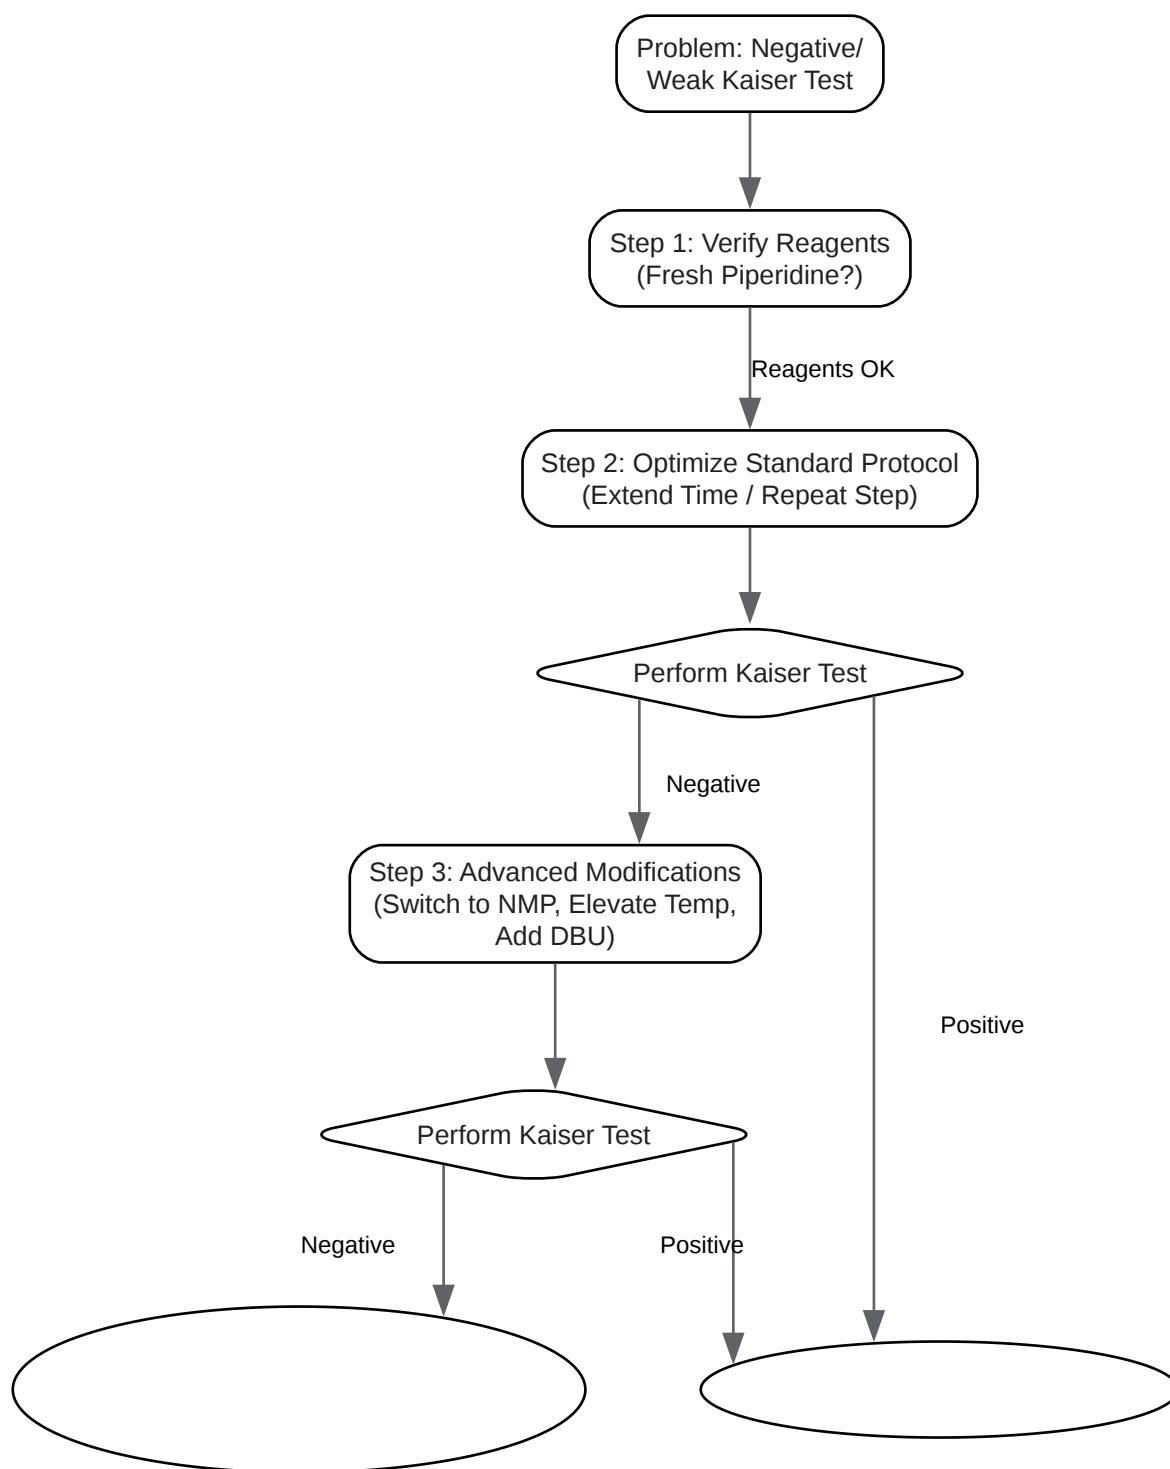 Problem: Negative/
Weak Kaiser Test
Step 1: Verify Reagents
(Fresh Piperidine?)
Reagents OK
Step 2: Optimize Standard Protocol
(Extend Time / Repeat Step)
Perform Kaiser Test
Negative
Step 3: Advanced Modifications
(Switch to NMP, Elevate Temp,
Add DBU)
Positive
Perform Kaiser Test
Negative
Positive